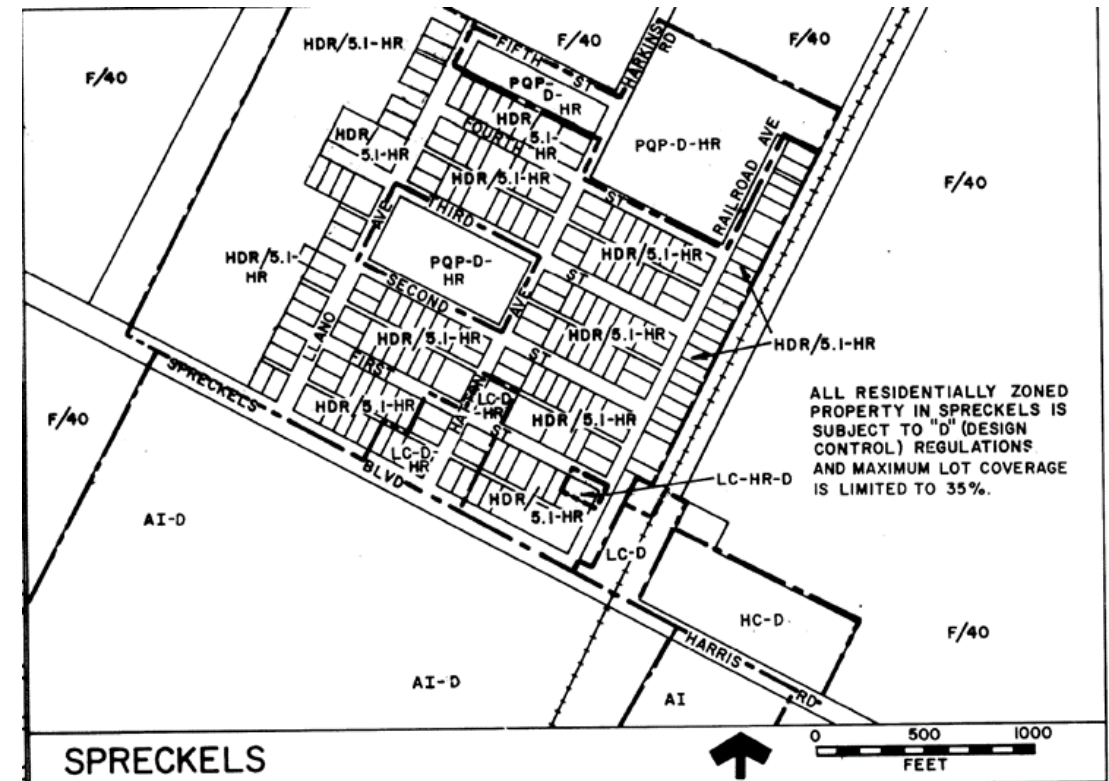 HDR/5.1-HR
F/40
F/40
F/40
FIFTH ST
HARKINS RD
PQP-
D-
HR
HDR
5.1-
HR
FOURTH ST
PQP-D-HR
RAILROAD AVE
F/40
HDR
5.1-HR
HDR/5.1-HR
THIRD ST
LLANO AVE
PQP-D-
HR
HDR/5.1-HR
HDR/5.1-
HR
SECOND ST
HDR/5.1-HR
HDR/5.1-HR
HDR/5.1-HR
AVE
FIRST ST
LC-D
-HR
HDR/5.1-HR
HDR/5.1-HR
LC-D-
HR
HDR
5.1-HR
LC-HR-D
ALL RESIDENTIALLY ZONED
PROPERTY IN SPRECKELS IS
SUBJECT TO "D" (DESIGN
CONTROL) REGULATIONS
AND MAXIMUM LOT COVERAGE
IS LIMITED TO 35%.
F/40
SPRECKELS BLVD
AI-D
LC-D
HC-D
F/40
HARRIS RD
AI-D
AI
SPRECKELS
0 500 1000
FEET